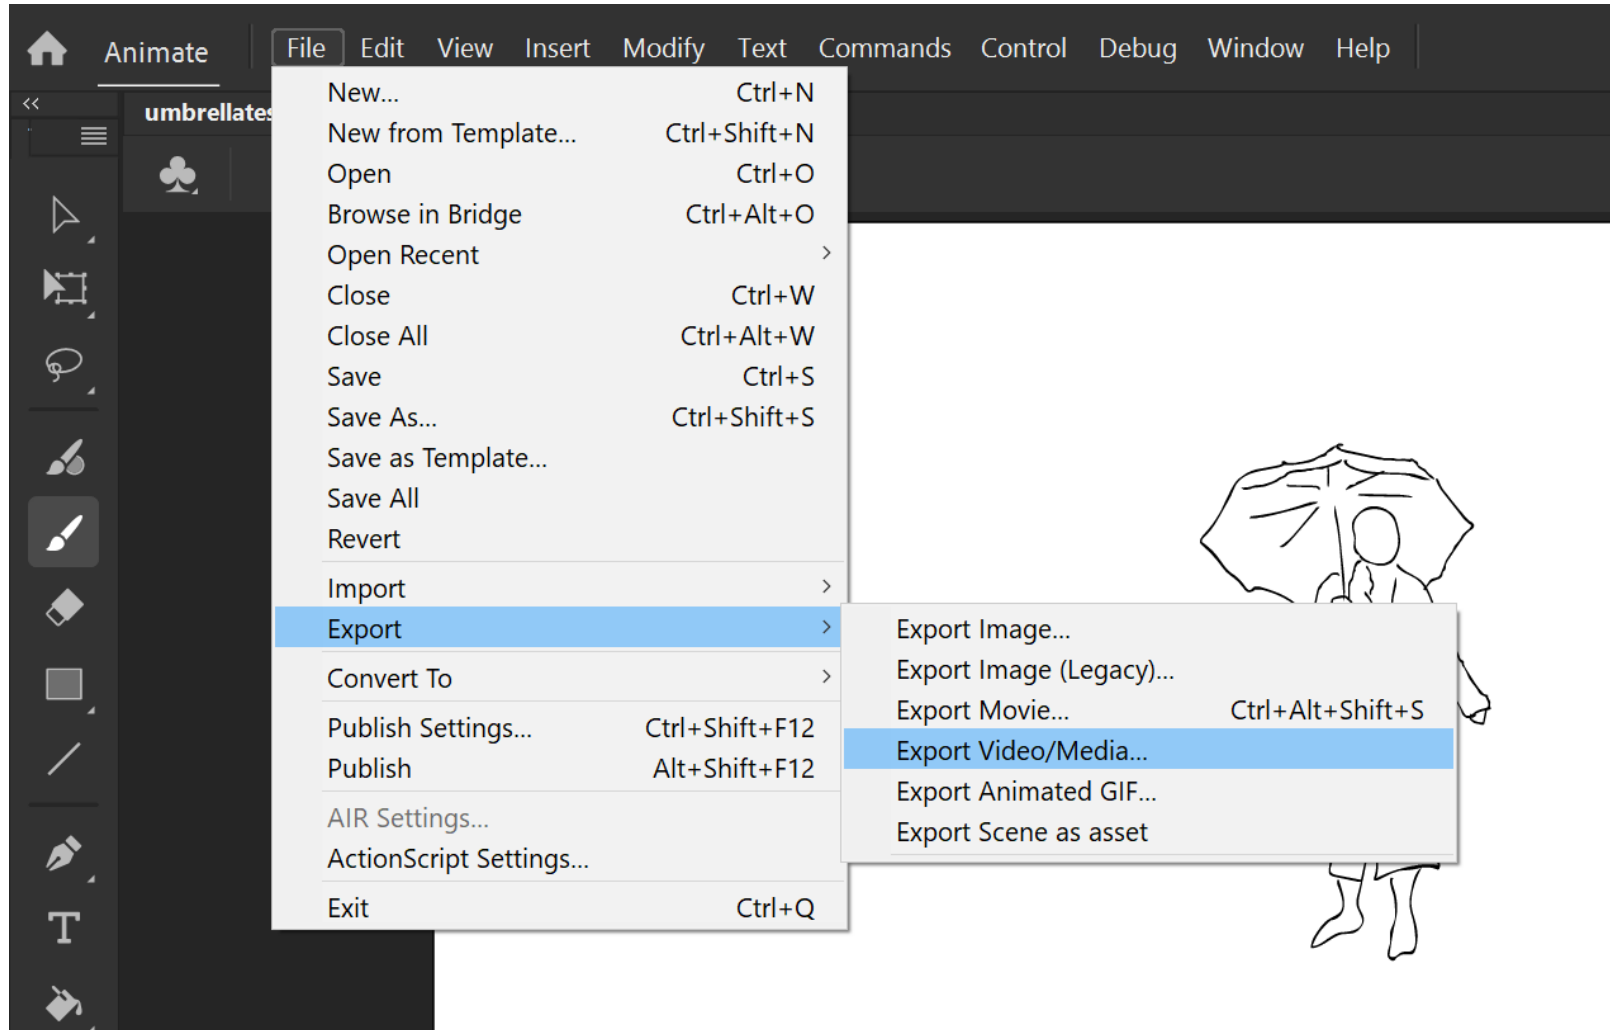 Animate File Edit View Insert Modify Text Commands Control Debug Window Help
umbrellates
New... Ctrl+N
New from Template... Ctrl+Shift+N
Open Ctrl+O
Browse in Bridge Ctrl+Alt+O
Open Recent
Close Ctrl+W
Close All Ctrl+Alt+W
Save Ctrl+S
Save As... Ctrl+Shift+S
Save as Template...
Save All
Revert
Import
Export
Convert To
Publish Settings... Ctrl+Shift+F12
Publish Alt+Shift+F12
AIR Settings...
ActionScript Settings...
Exit Ctrl+Q
Export Image...
Export Image (Legacy)...
Export Movie... Ctrl+Alt+Shift+S
Export Video/Media...
Export Animated GIF...
Export Scene as asset